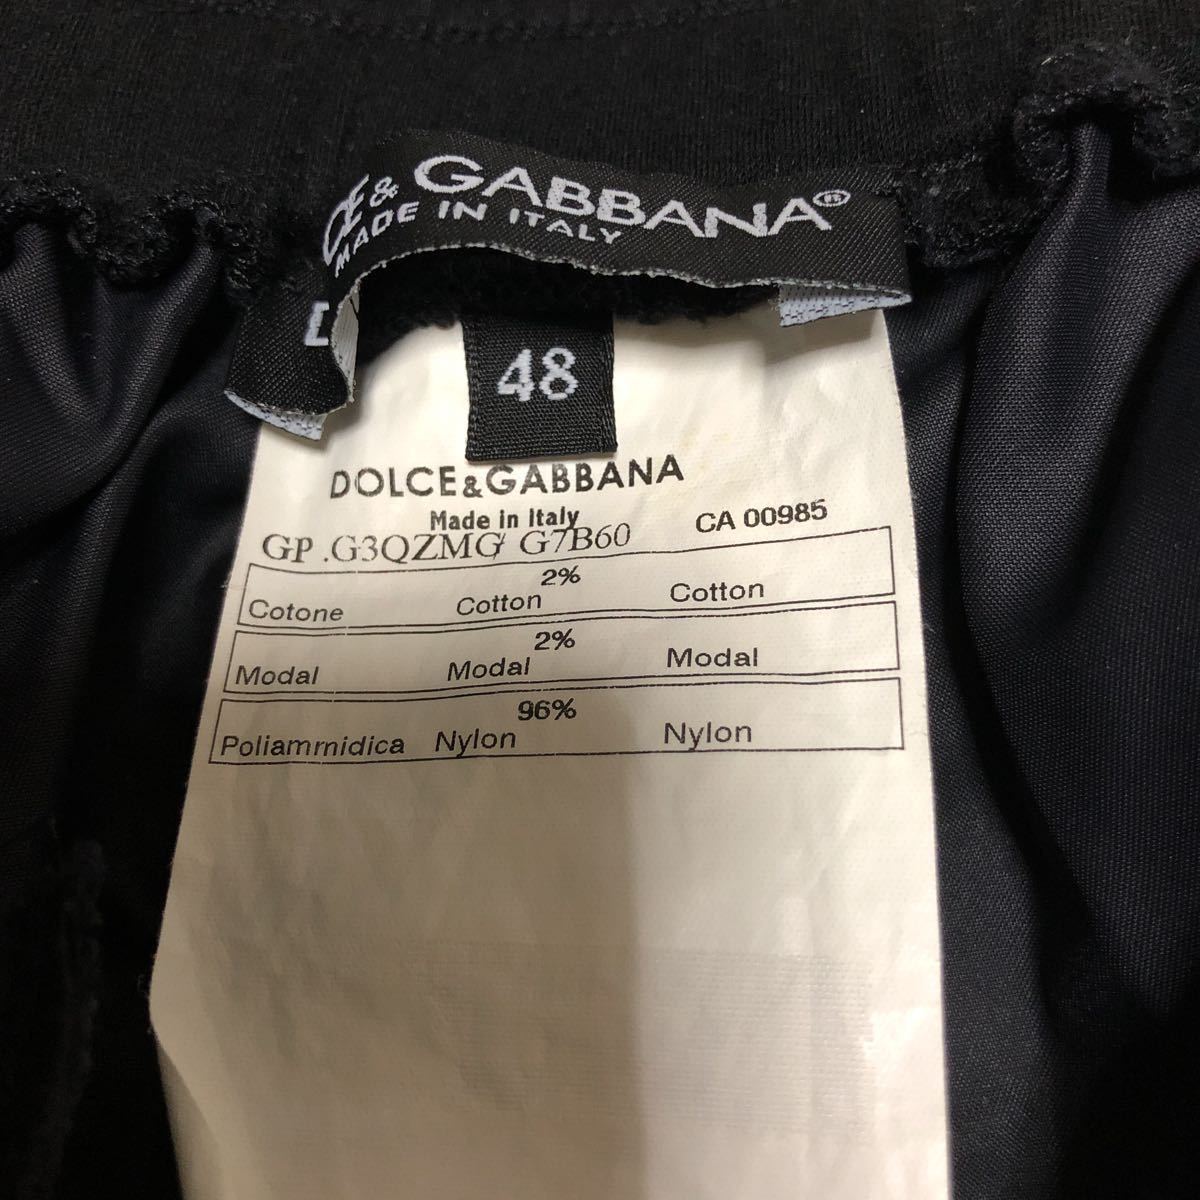 CE & GABBANA®
MADE IN ITALY
D
48
DOLCE&GABBANA
Made in Italy
GP .G3QZMG G7B60 CA 00985
2%
Cotone Cotton Cotton
2%
Modal Modal Modal
96%
Poliammidica Nylon Nylon